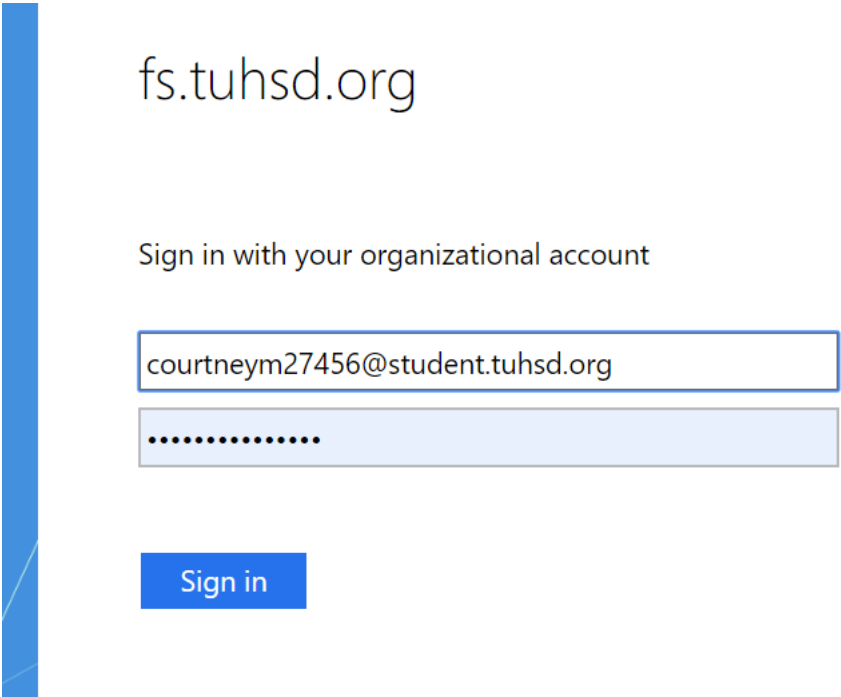 fs.tuhsd.org
Sign in with your organizational account
courtneym27456@student.tuhsd.org
•••••••••••••••
Sign in